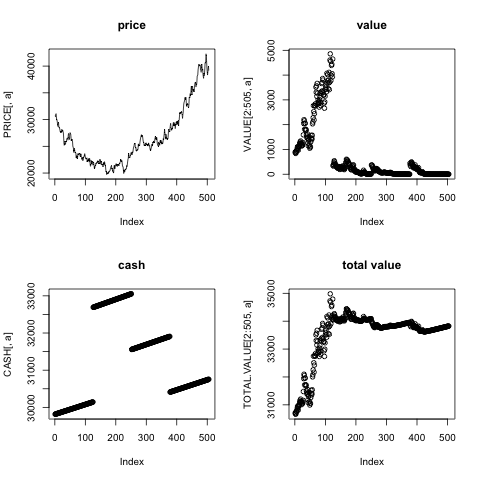 price
PRICE[, a]
20000 30000 40000
0 100 200 300 400 500
Index
value
VALUE[2:505, a]
0 1000 3000 5000
0 100 200 300 400 500
Index
cash
CASH[, a]
30000 31000 32000 33000
0 100 200 300 400 500
Index
total value
TOTAL.VALUE[2:505, a]
31000 33000 35000
0 100 200 300 400 500
Index